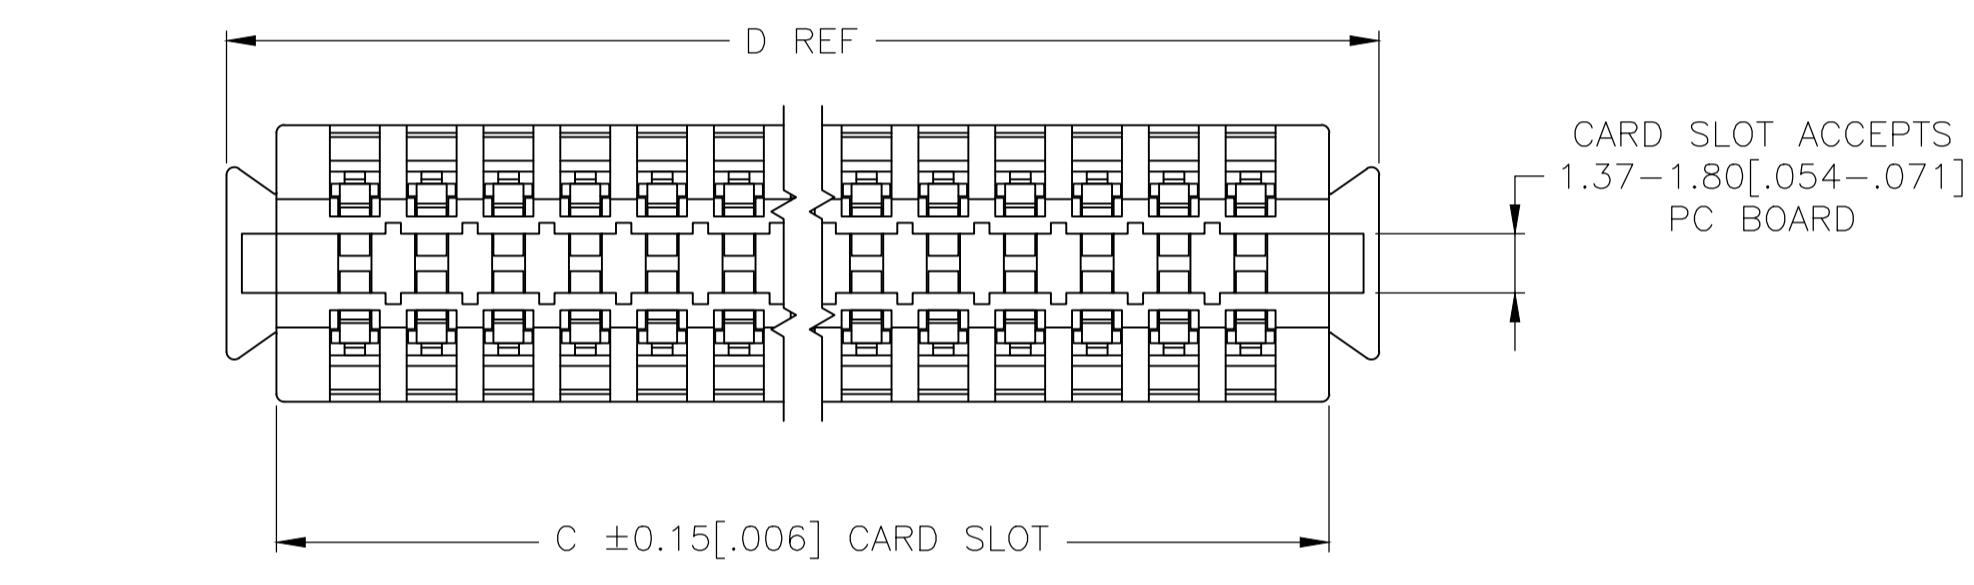 D REF
CARD SLOT ACCEPTS
1.37-1.80[.054-.071]
PC BOARD
C ±0.15[.006] CARD SLOT